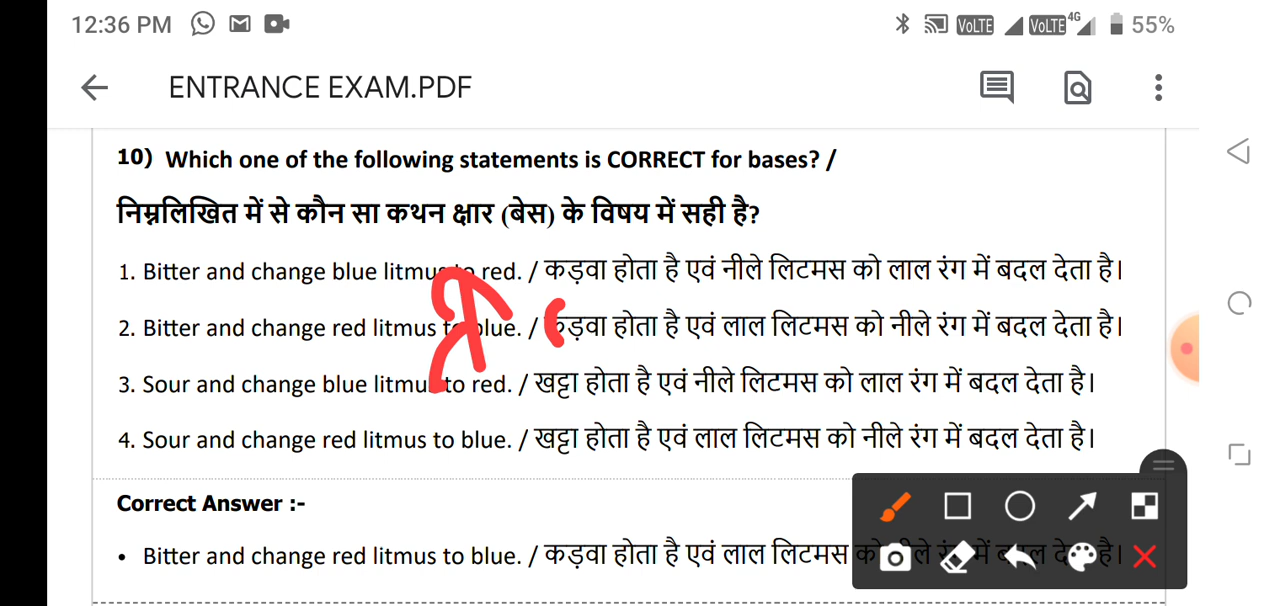 12:36 PM VoLTE VoLTE 4G 55%
ENTRANCE EXAM.PDF
10) Which one of the following statements is CORRECT for bases? /
निम्नलिखित में से कौन सा कथन क्षार (बेस) के विषय में सही है?
1. Bitter and change blue litmus to red. / कड़वा होता है एवं नीले लिटमस को लाल रंग में बदल देता है।
2. Bitter and change red litmus to blue. / कड़वा होता है एवं लाल लिटमस को नीले रंग में बदल देता है।
3. Sour and change blue litmus to red. / खट्टा होता है एवं नीले लिटमस को लाल रंग में बदल देता है।
4. Sour and change red litmus to blue. / खट्टा होता है एवं लाल लिटमस को नीले रंग में बदल देता है।
Correct Answer :-
• Bitter and change red litmus to blue. / कड़वा होता है एवं लाल लिटमस को नीले रंग में बदल देता है।